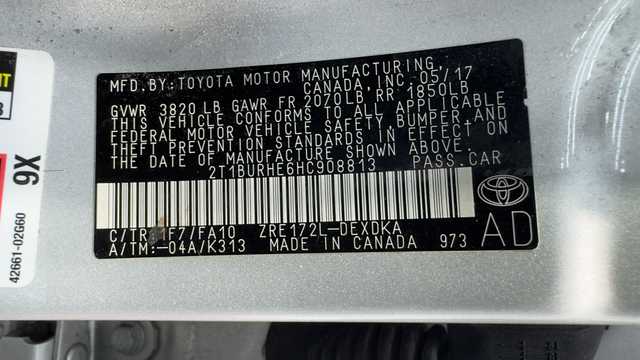 MFD.BY:TOYOTA MOTOR MANUFACTURING,
CANADA, INC. 05/17
GVWR 3820 LB GAWR FR 2070LB RR 1850LB
THIS VEHICLE CONFORMS TO ALL APPLICABLE
FEDERAL MOTOR VEHICLE SAFETY, BUMPER, AND
THEFT PREVENTION STANDARDS IN EFFECT ON
THE DATE OF MANUFACTURE SHOWN ABOVE.
2T1BURHE6HC908813 PASS.CAR
C/TR: 1F7/FA10 ZRE172L-DEXDKA
A/TM:-04A/K313 MADE IN CANADA 973
TOYOTA
AD
9X
42661-02G60